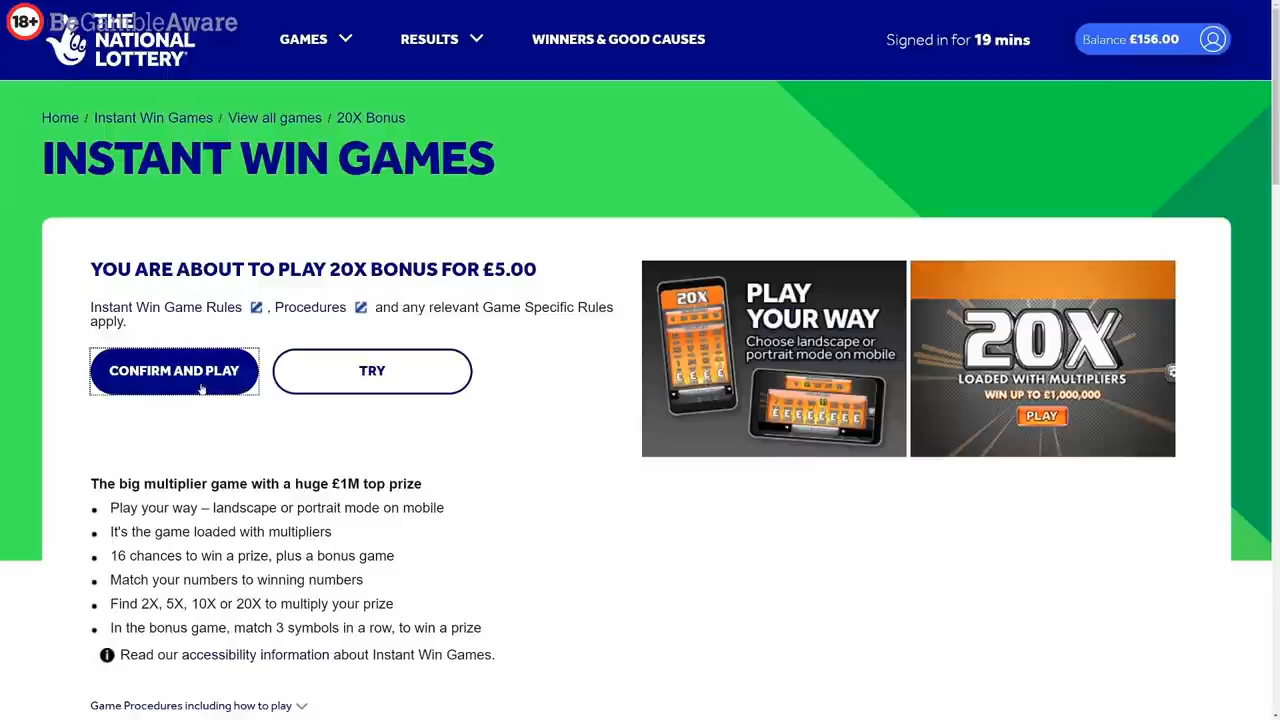 18+
BeGambleAware
THE
NATIONAL
LOTTERY
GAMES
RESULTS
WINNERS & GOOD CAUSES
Signed in for 19 mins
Balance £156.00
Home / Instant Win Games / View all games / 20X Bonus
INSTANT WIN GAMES
YOU ARE ABOUT TO PLAY 20X BONUS FOR £5.00
Instant Win Game Rules , Procedures and any relevant Game Specific Rules
apply.
CONFIRM AND PLAY
TRY
20X
PLAY
YOUR WAY
Choose landscape or
portrait mode on mobile
20X
LOADED WITH MULTIPLIERS
WIN UP TO £1,000,000
PLAY
The big multiplier game with a huge £1M top prize
• Play your way – landscape or portrait mode on mobile
• It's the game loaded with multipliers
• 16 chances to win a prize, plus a bonus game
• Match your numbers to winning numbers
• Find 2X, 5X, 10X or 20X to multiply your prize
• In the bonus game, match 3 symbols in a row, to win a prize
Read our accessibility information about Instant Win Games.
Game Procedures including how to play